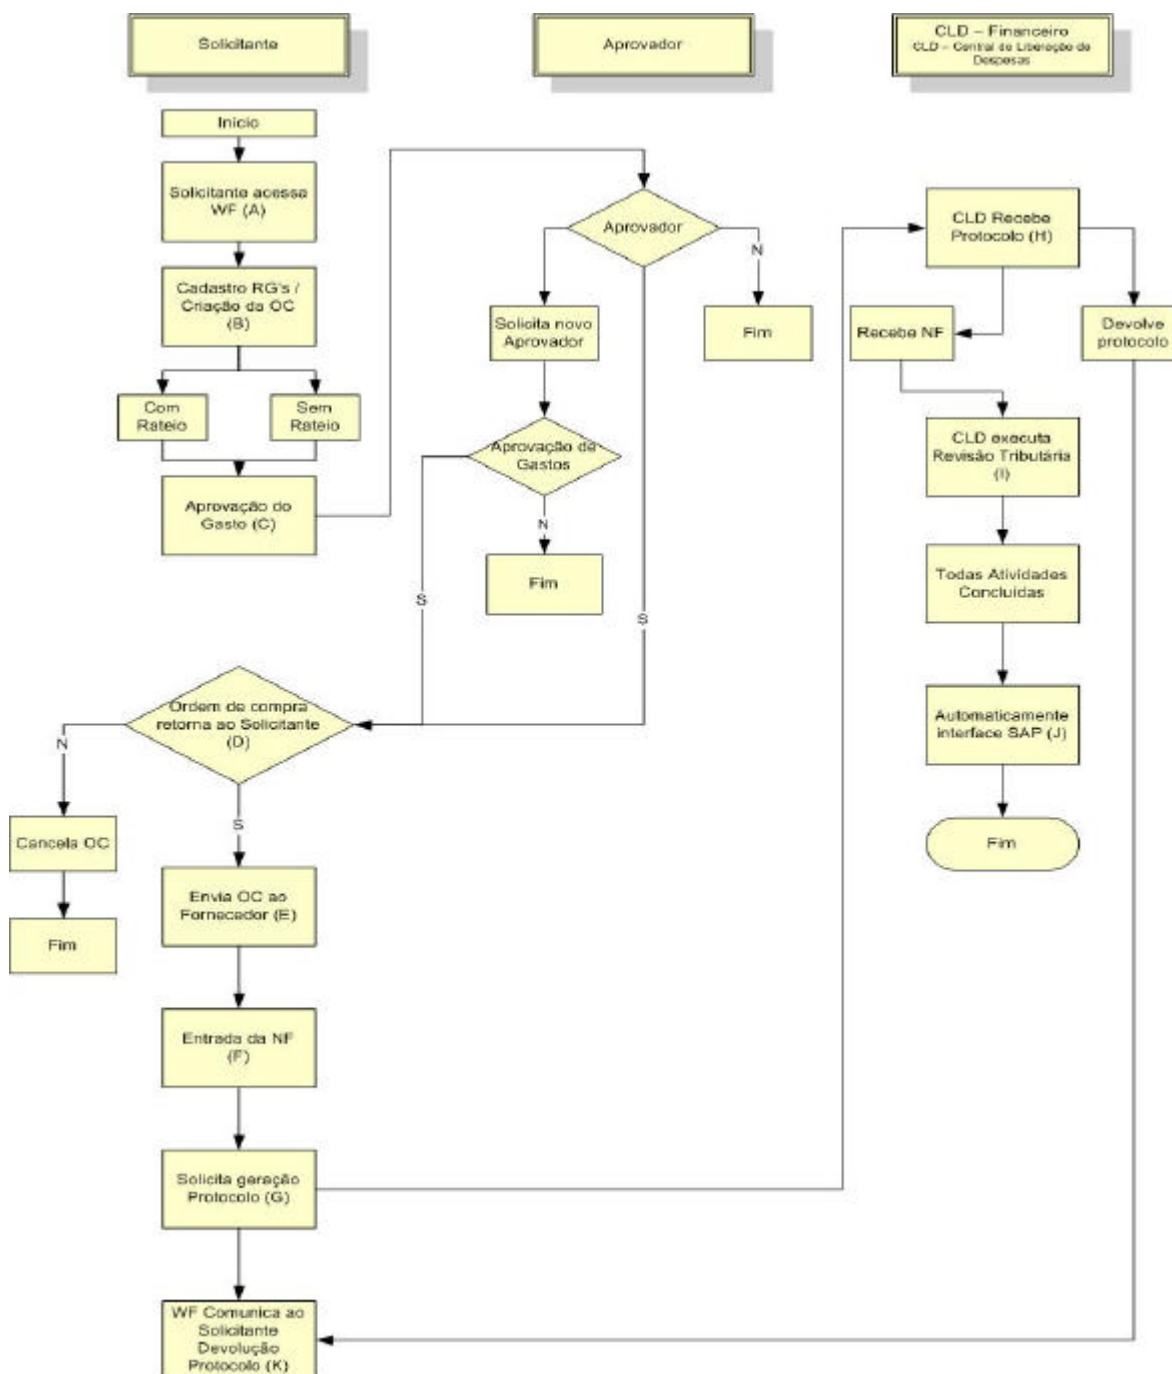 Solicitante
Aprovador
CLD – Financeiro
CLD – Central de Liberação de
Despesas
Início
Solicitante acessa
WF (A)
Cadastro RG's /
Criação da OC
(B)
Com
Rateio
Sem
Rateio
Aprovação do
Gasto (C)
Aprovador
N
Fim
Solicita novo
Aprovador
Aprovação de
Gastos
N
Fim
S
S
Ordem de compra
retorna ao Solicitante
(D)
N
Cancela OC
Fim
S
Envia OC ao
Fornecedor (E)
Entrada da NF
(F)
Solicita geração
Protocolo (G)
WF Comunica ao
Solicitante
Devolução
Protocolo (K)
CLD Recebe
Protocolo (H)
Recebe NF
Devolve
protocolo
CLD executa
Revisão Tributária
(I)
Todas Atividades
Concluídas
Automaticamente
interface SAP (J)
Fim